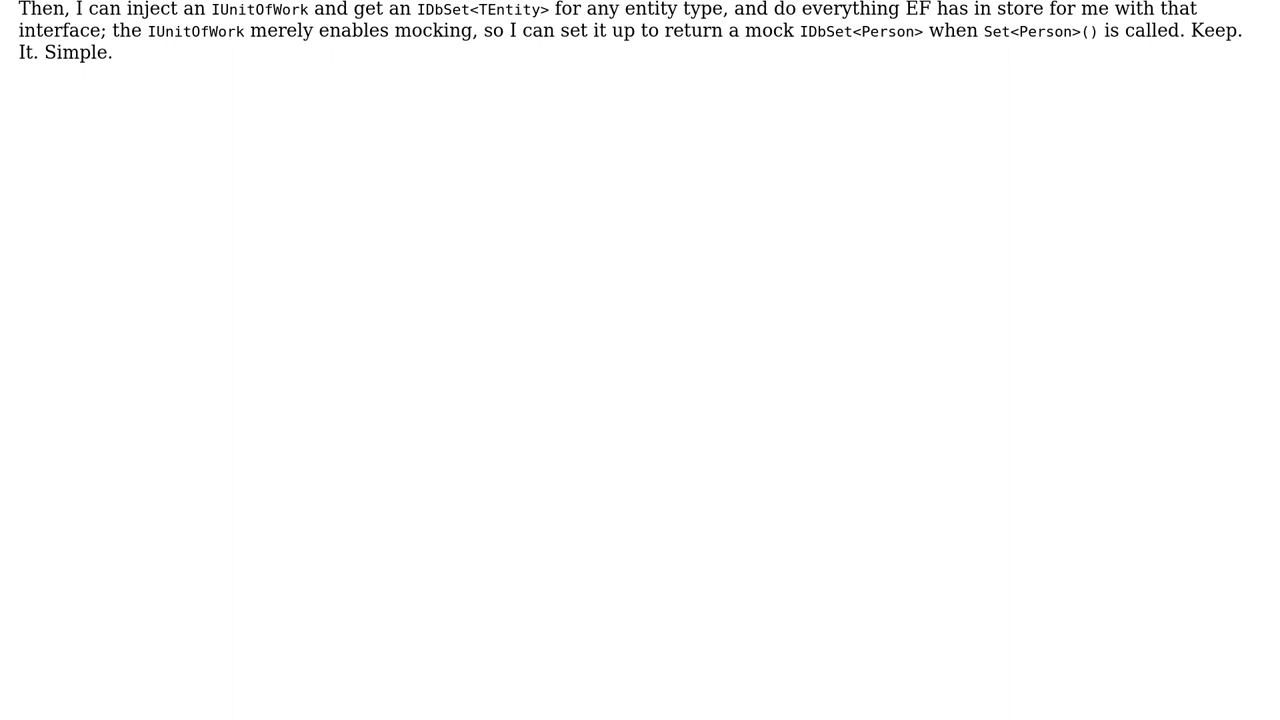 Then, I can inject an IUnitOfWork and get an IDbSet<TEntity> for any entity type, and do everything EF has in store for me with that
interface; the IUnitOfWork merely enables mocking, so I can set it up to return a mock IDbSet<Person> when Set<Person>() is called. Keep.
It. Simple.